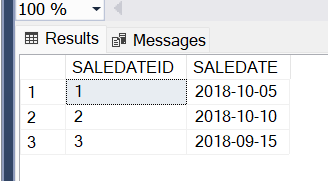 100 %
Results Messages
SALEDATEID SALEDATE
1 1 2018-10-05
2 2 2018-10-10
3 3 2018-09-15